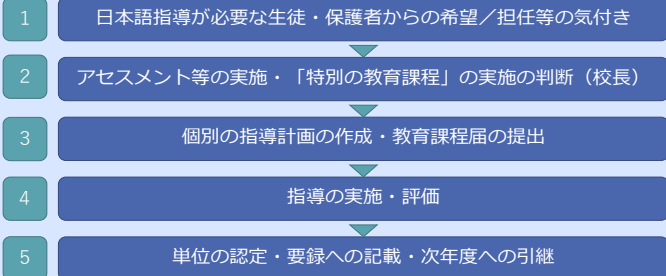 1 日本語指導が必要な生徒・保護者からの希望／担任等の気付き
2 アセスメント等の実施・「特別の教育課程」の実施の判断（校長）
3 個別の指導計画の作成・教育課程届の提出
4 指導の実施・評価
5 単位の認定・要録への記載・次年度への引継